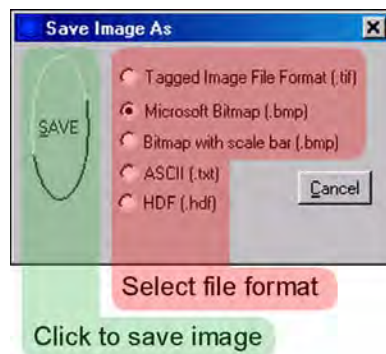 Save Image As
Tagged Image File Format (.tif)
Microsoft Bitmap (.bmp)
SAVE
Bitmap with scale bar (.bmp)
ASCII (.txt)
Cancel
HDF (.hdf)
Select file format
Click to save image